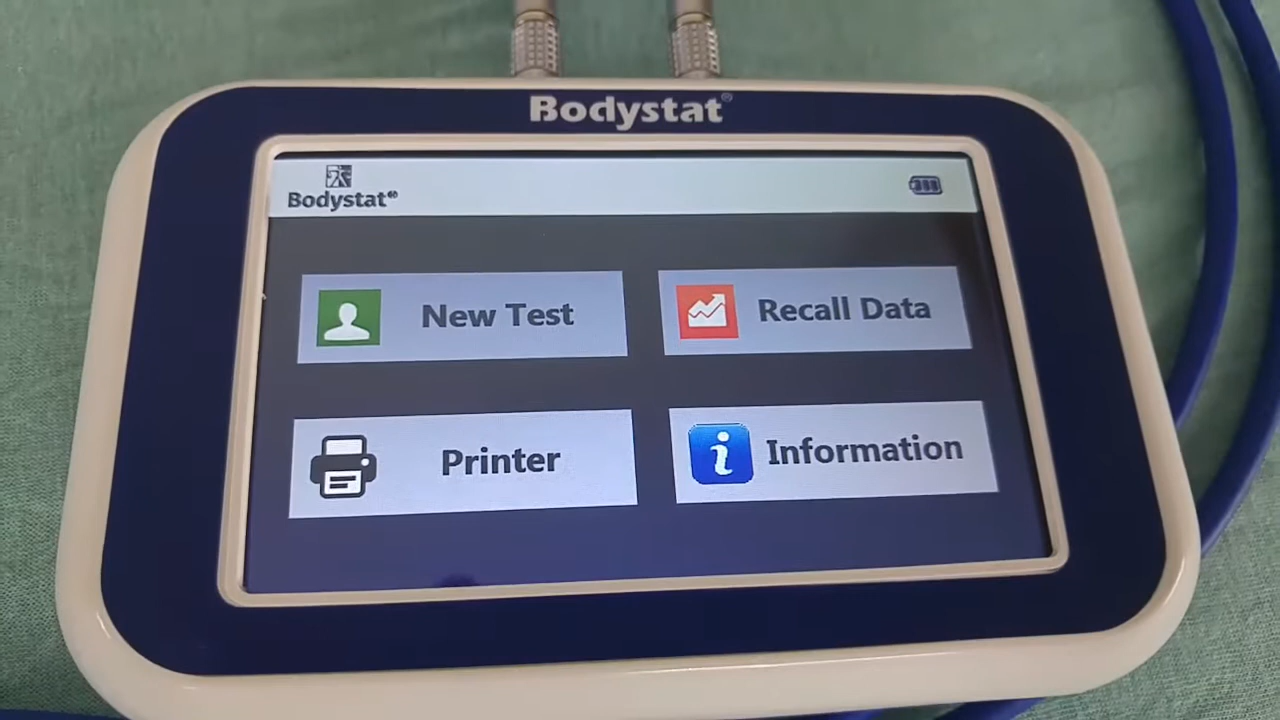 Bodystat®
Bodystat®
New Test
Recall Data
Printer
Information